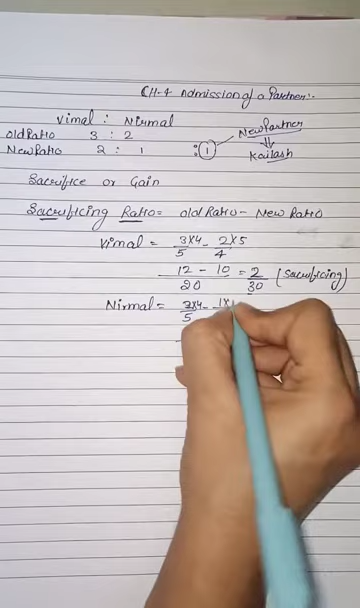 CH-4 Admission of a Partner:-
Vimal : Nirmal
Old Ratio 3 : 2
New Ratio 2 : 1 : 1 New Partner
⇓
Kailash
Sacrifice or Gain
Sacrificing Ratio = Old Ratio - New Ratio
Vimal = 3×4/5 - 2×5/4
12 - 10/20 = 2/30 (Sacrificing)
Nirmal = 2×4/5 - 1×